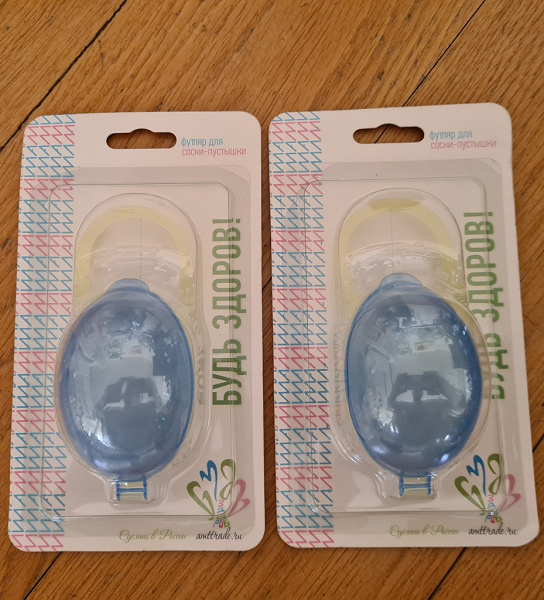 футляр для
соски-пустышки
БУДЬ ЗДОРОВ!
Сделано в России amttrade.ru
футляр для
соски-пустышки
БУДЬ ЗДОРОВ!
Сделано в России amttrade.ru